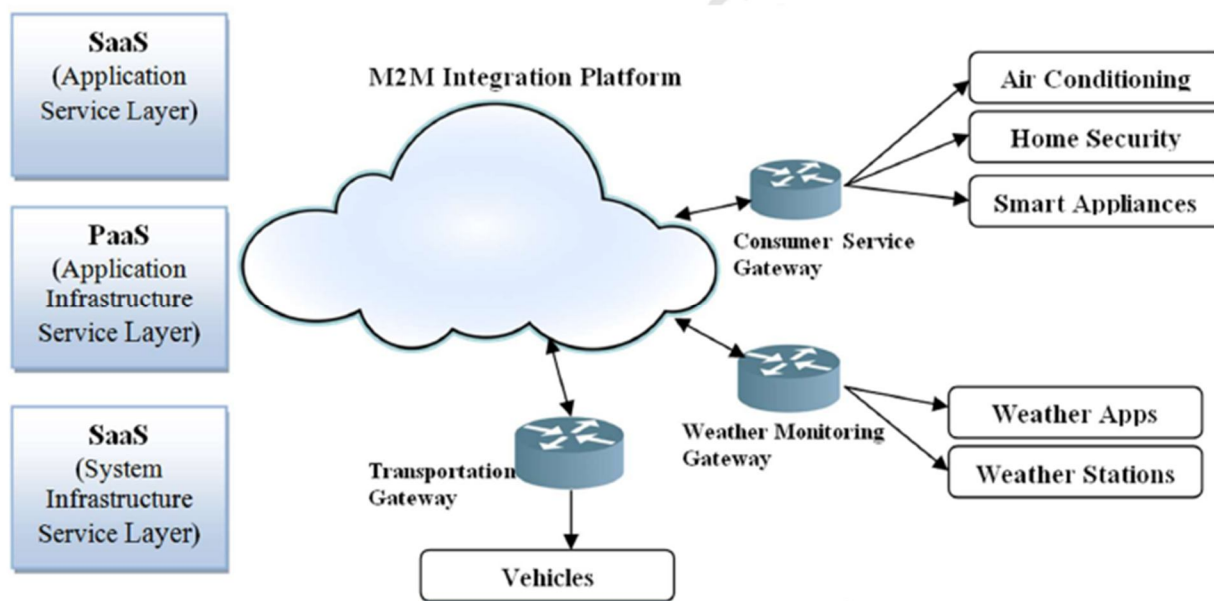 SaaS
(Application
Service Layer)
PaaS
(Application
Infrastructure
Service Layer)
SaaS
(System
Infrastructure
Service Layer)
M2M Integration Platform
Consumer Service
Gateway
Air Conditioning
Home Security
Smart Appliances
Weather Monitoring
Gateway
Weather Apps
Weather Stations
Transportation
Gateway
Vehicles